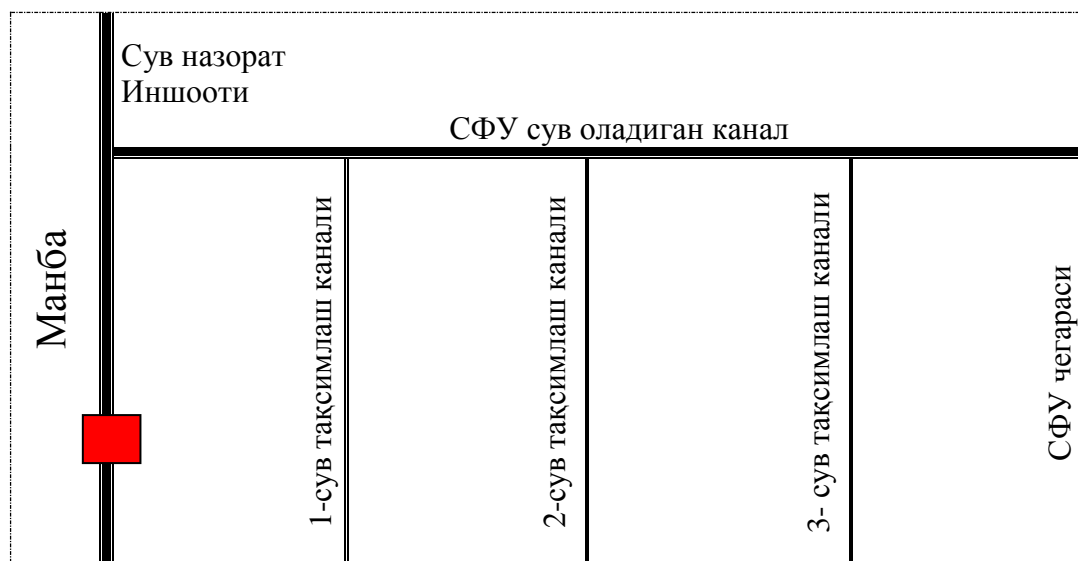 Сув назорат
Иншооти
СФУ сув оладиган канал
Манба
1-сув тақсимлаш канали
2-сув тақсимлаш канали
3- сув тақсимлаш канали
СФУ чегараси